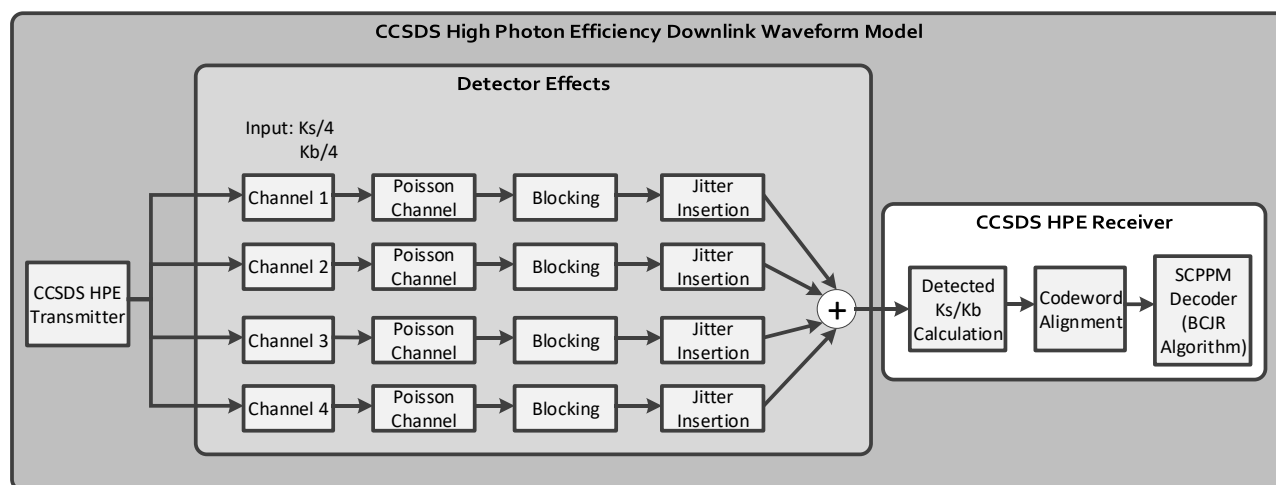 CCSDS High Photon Efficiency Downlink Waveform Model
Detector Effects
Input: Ks/4
Kb/4
CCSDS HPE
Transmitter
Channel 1
Poisson
Channel
Blocking
Jitter
Insertion
Channel 2
Poisson
Channel
Blocking
Jitter
Insertion
Channel 3
Poisson
Channel
Blocking
Jitter
Insertion
Channel 4
Poisson
Channel
Blocking
Jitter
Insertion
+
CCSDS HPE Receiver
Detected
Ks/Kb
Calculation
Codeword
Alignment
SCPPM
Decoder
(BCJR
Algorithm)